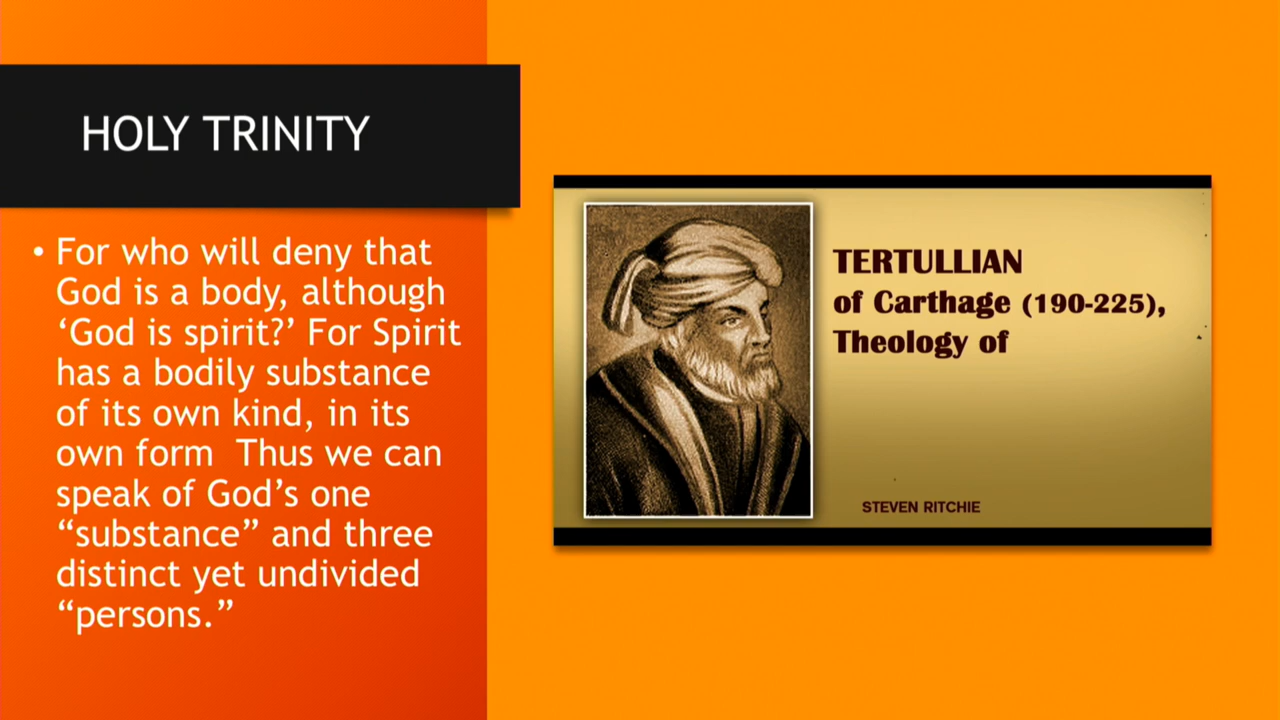 HOLY TRINITY
• For who will deny that
God is a body, although
‘God is spirit?’ For Spirit
has a bodily substance
of its own kind, in its
own form  Thus we can
speak of God’s one
“substance” and three
distinct yet undivided
“persons.”
TERTULLIAN
of Carthage (190-225),
Theology of
STEVEN RITCHIE